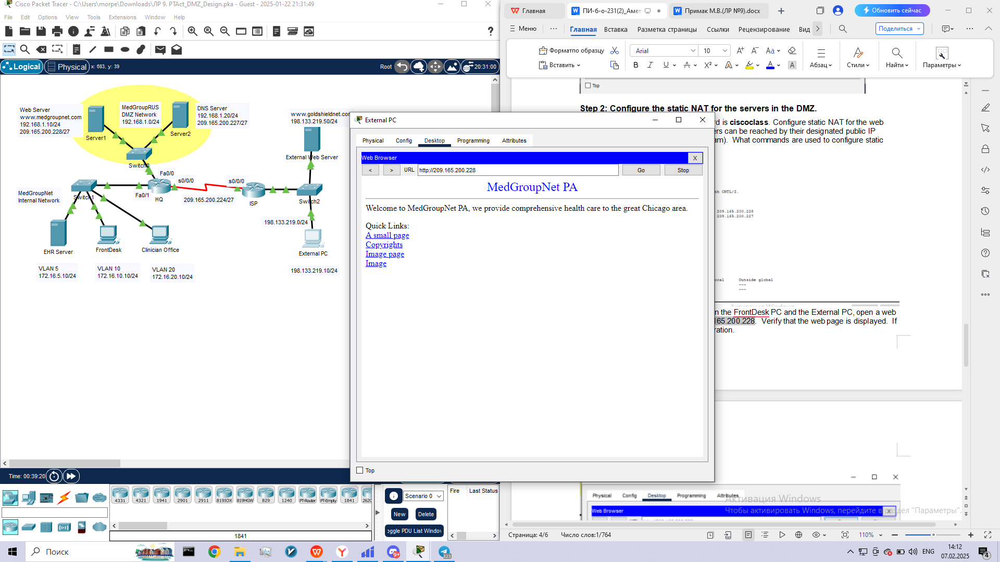 Cisco Packet Tracer - C:\Users\morpe\Downloads\ЛР 9. PTAct_DMZ_Design.pka - Guest - 2025-01-22 21:31:49
File Edit Options View Tools Extensions Window Help
Logical
Physical
x: 683, y: 39
Root
20:31:00
Web Server
www.medgroupnet.com
192.168.1.10/24
209.165.200.228/27
MedGroupRUS
DMZ Network
192.168.1.0/24
DNS Server
192.168.1.20/24
209.165.200.227/27
Server1
Server2
Switch0
Fa0/0
s0/0/0
s0/0/0
Fa0/1
HQ
209.165.200.224/27
ISP
Switch1
Switch2
MedGroupNet
Internal Network
www.goldshieldnet.com
198.133.219.50/24
External Web Server
198.133.219.0/24
External PC
198.133.219.10/24
EHR Server
FrontDesk
Clinician Office
VLAN 5
172.16.5.10/24
VLAN 10
172.16.10.10/24
VLAN 20
172.16.20.10/24
Time: 00:39:20
4331 4321 1941 2901 2911 819IOX 819HGW 829 1240 PT-Router PT-Empty 1841 2620
1841
Scenario 0
New
Delete
oggle PDU List Window
Fire
Last Status
External PC
Physical Config Desktop Programming Attributes
Web Browser
X
<
>
URL
http://209.165.200.228
Go
Stop
MedGroupNet PA
Welcome to MedGroupNet PA, we provide comprehensive health care to the great Chicago area.
Quick Links:
A small page
Copyrights
Image page
Image
Top
Главная
ПИ-б-о-231(2)_Амет
Примак М.В.(ЛР №9).docx
Обновить сейчас
Меню
Главная Вставка Разметка страницы Ссылки Рецензирование Вид
Поделиться
Формат по образцу
Вставить
Arial
10
Абзац
Стили
Найти
Параметры
Top
Step 2: Configure the static NAT for the servers in the DMZ.
rd is ciscoclass. Configure static NAT for the web
ers can be reached by their designated public IP
am). What commands are used to configure static
th CNTL/Z.
209.165.200.228
209.165.200.227
ocal Outside global
---
---
n the FrontDesk PC and the External PC, open a web
165.200.228. Verify that the web page is displayed. If
ration.
Physical Config Desktop Programming Attributes
Web Browser
X
Активация Windows
Чтобы активировать Windows, перейдите в раздел "Параметры".
Страница: 4/6
Число слов:1/764
110%
Поиск
9+
323
ENG
14:12
07.02.2025
4